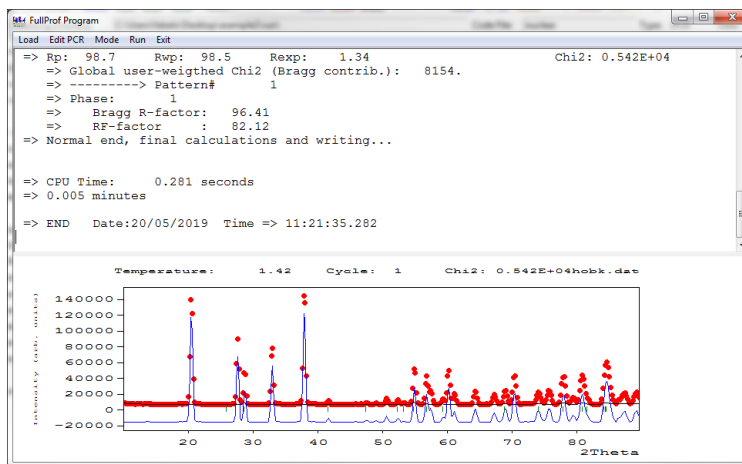 FullProf Program
Load Edit PCR Mode Run Exit
=> Rp: 98.7 Rwp: 98.5 Rexp: 1.34 Chi2: 0.542E+04
=> Global user-weigthed Chi2 (Bragg contrib.): 8154.
=> ---------> Pattern# 1
=> Phase: 1
=> Bragg R-factor: 96.41
=> RF-factor : 82.12
=> Normal end, final calculations and writing...
=> CPU Time: 0.281 seconds
=> 0.005 minutes
=> END Date:20/05/2019 Time => 11:21:35.282
Temperature: 1.42 Cycle: 1 Chi2: 0.542E+04hobk.dat
Intensity (arb. units)
140000
120000
100000
80000
60000
40000
20000
0
-20000
20 30 40 50 60 70 80
2Theta